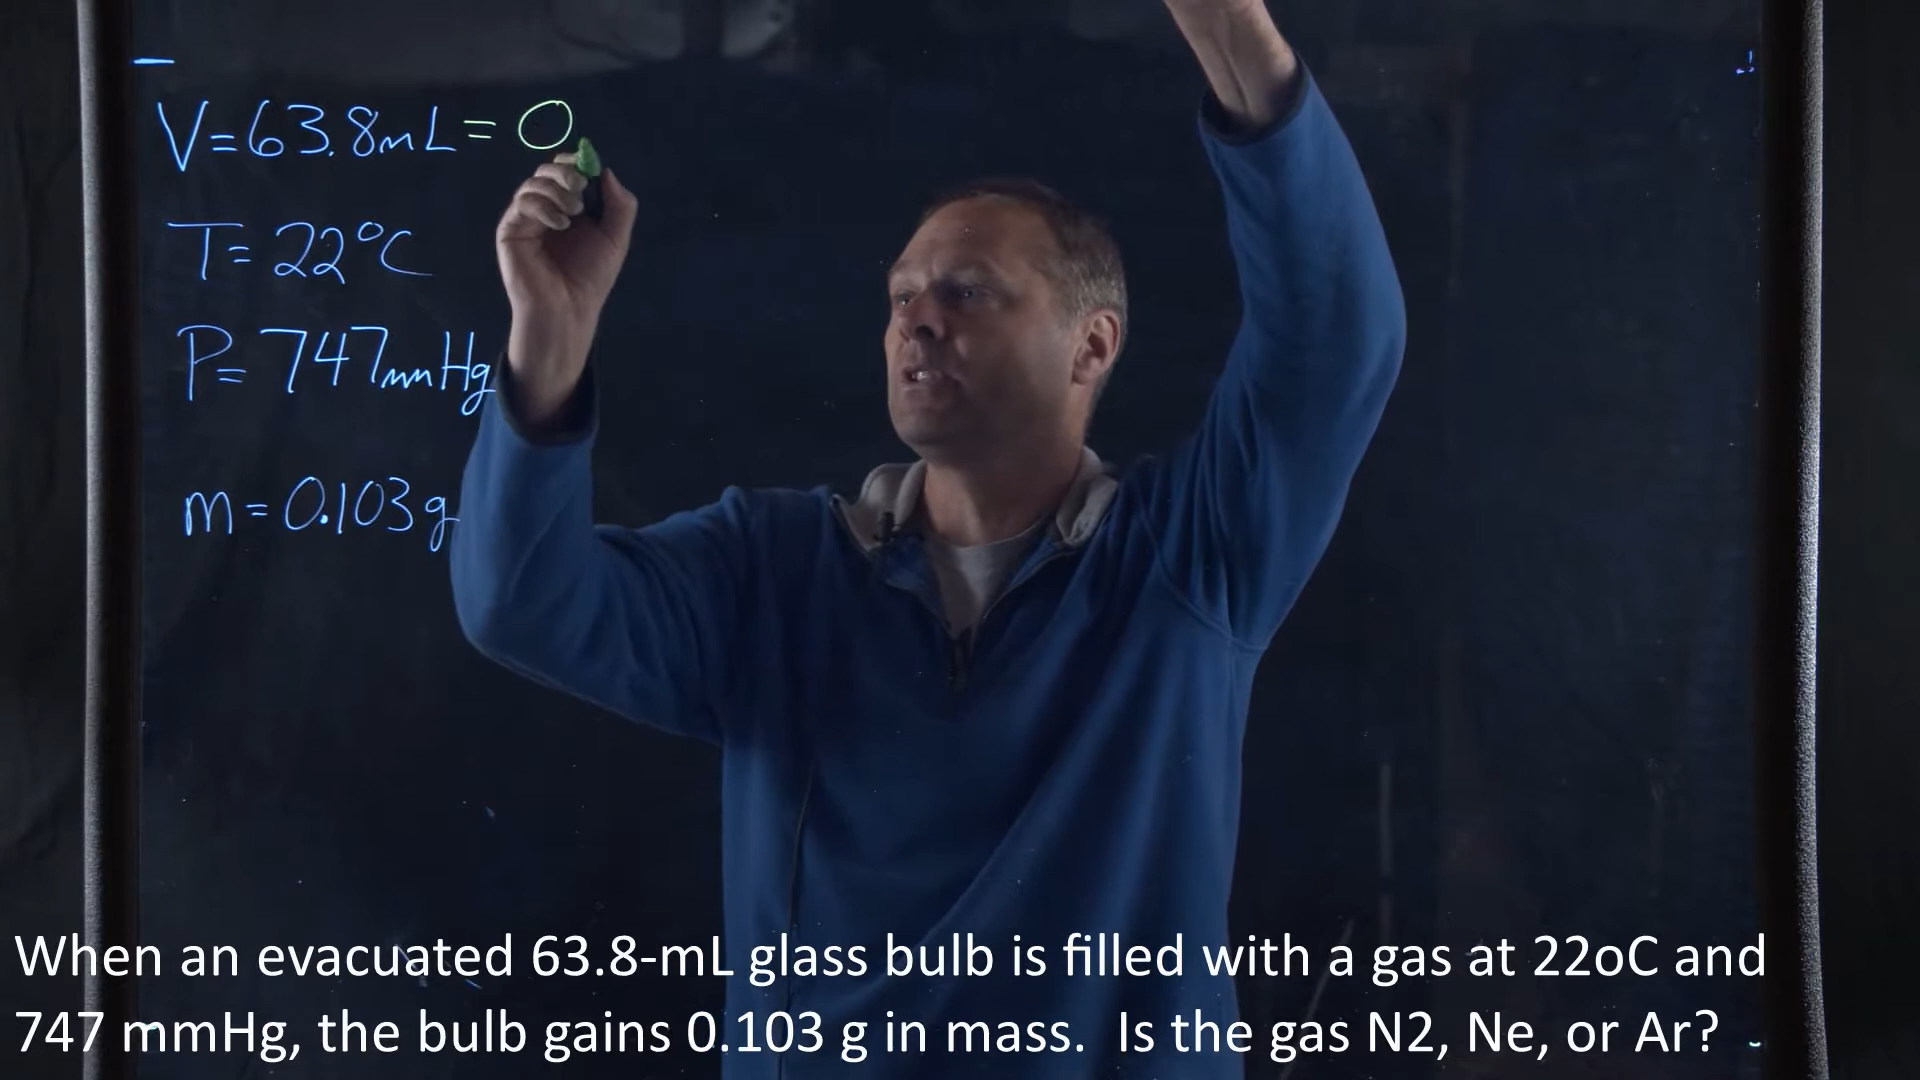 V=63.8mL= 0.
T= 22°C
P= 747mmHg
m=0.103g
When an evacuated 63.8-mL glass bulb is filled with a gas at 22oC and
747 mmHg, the bulb gains 0.103 g in mass.  Is the gas N2, Ne, or Ar?